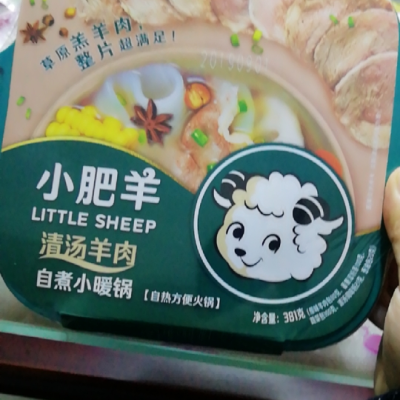 草原羔羊肉，
整片超满足！
小肥羊
LITTLE SHEEP
清汤羊肉
自煮小暖锅【自热方便火锅】
净含量：381克